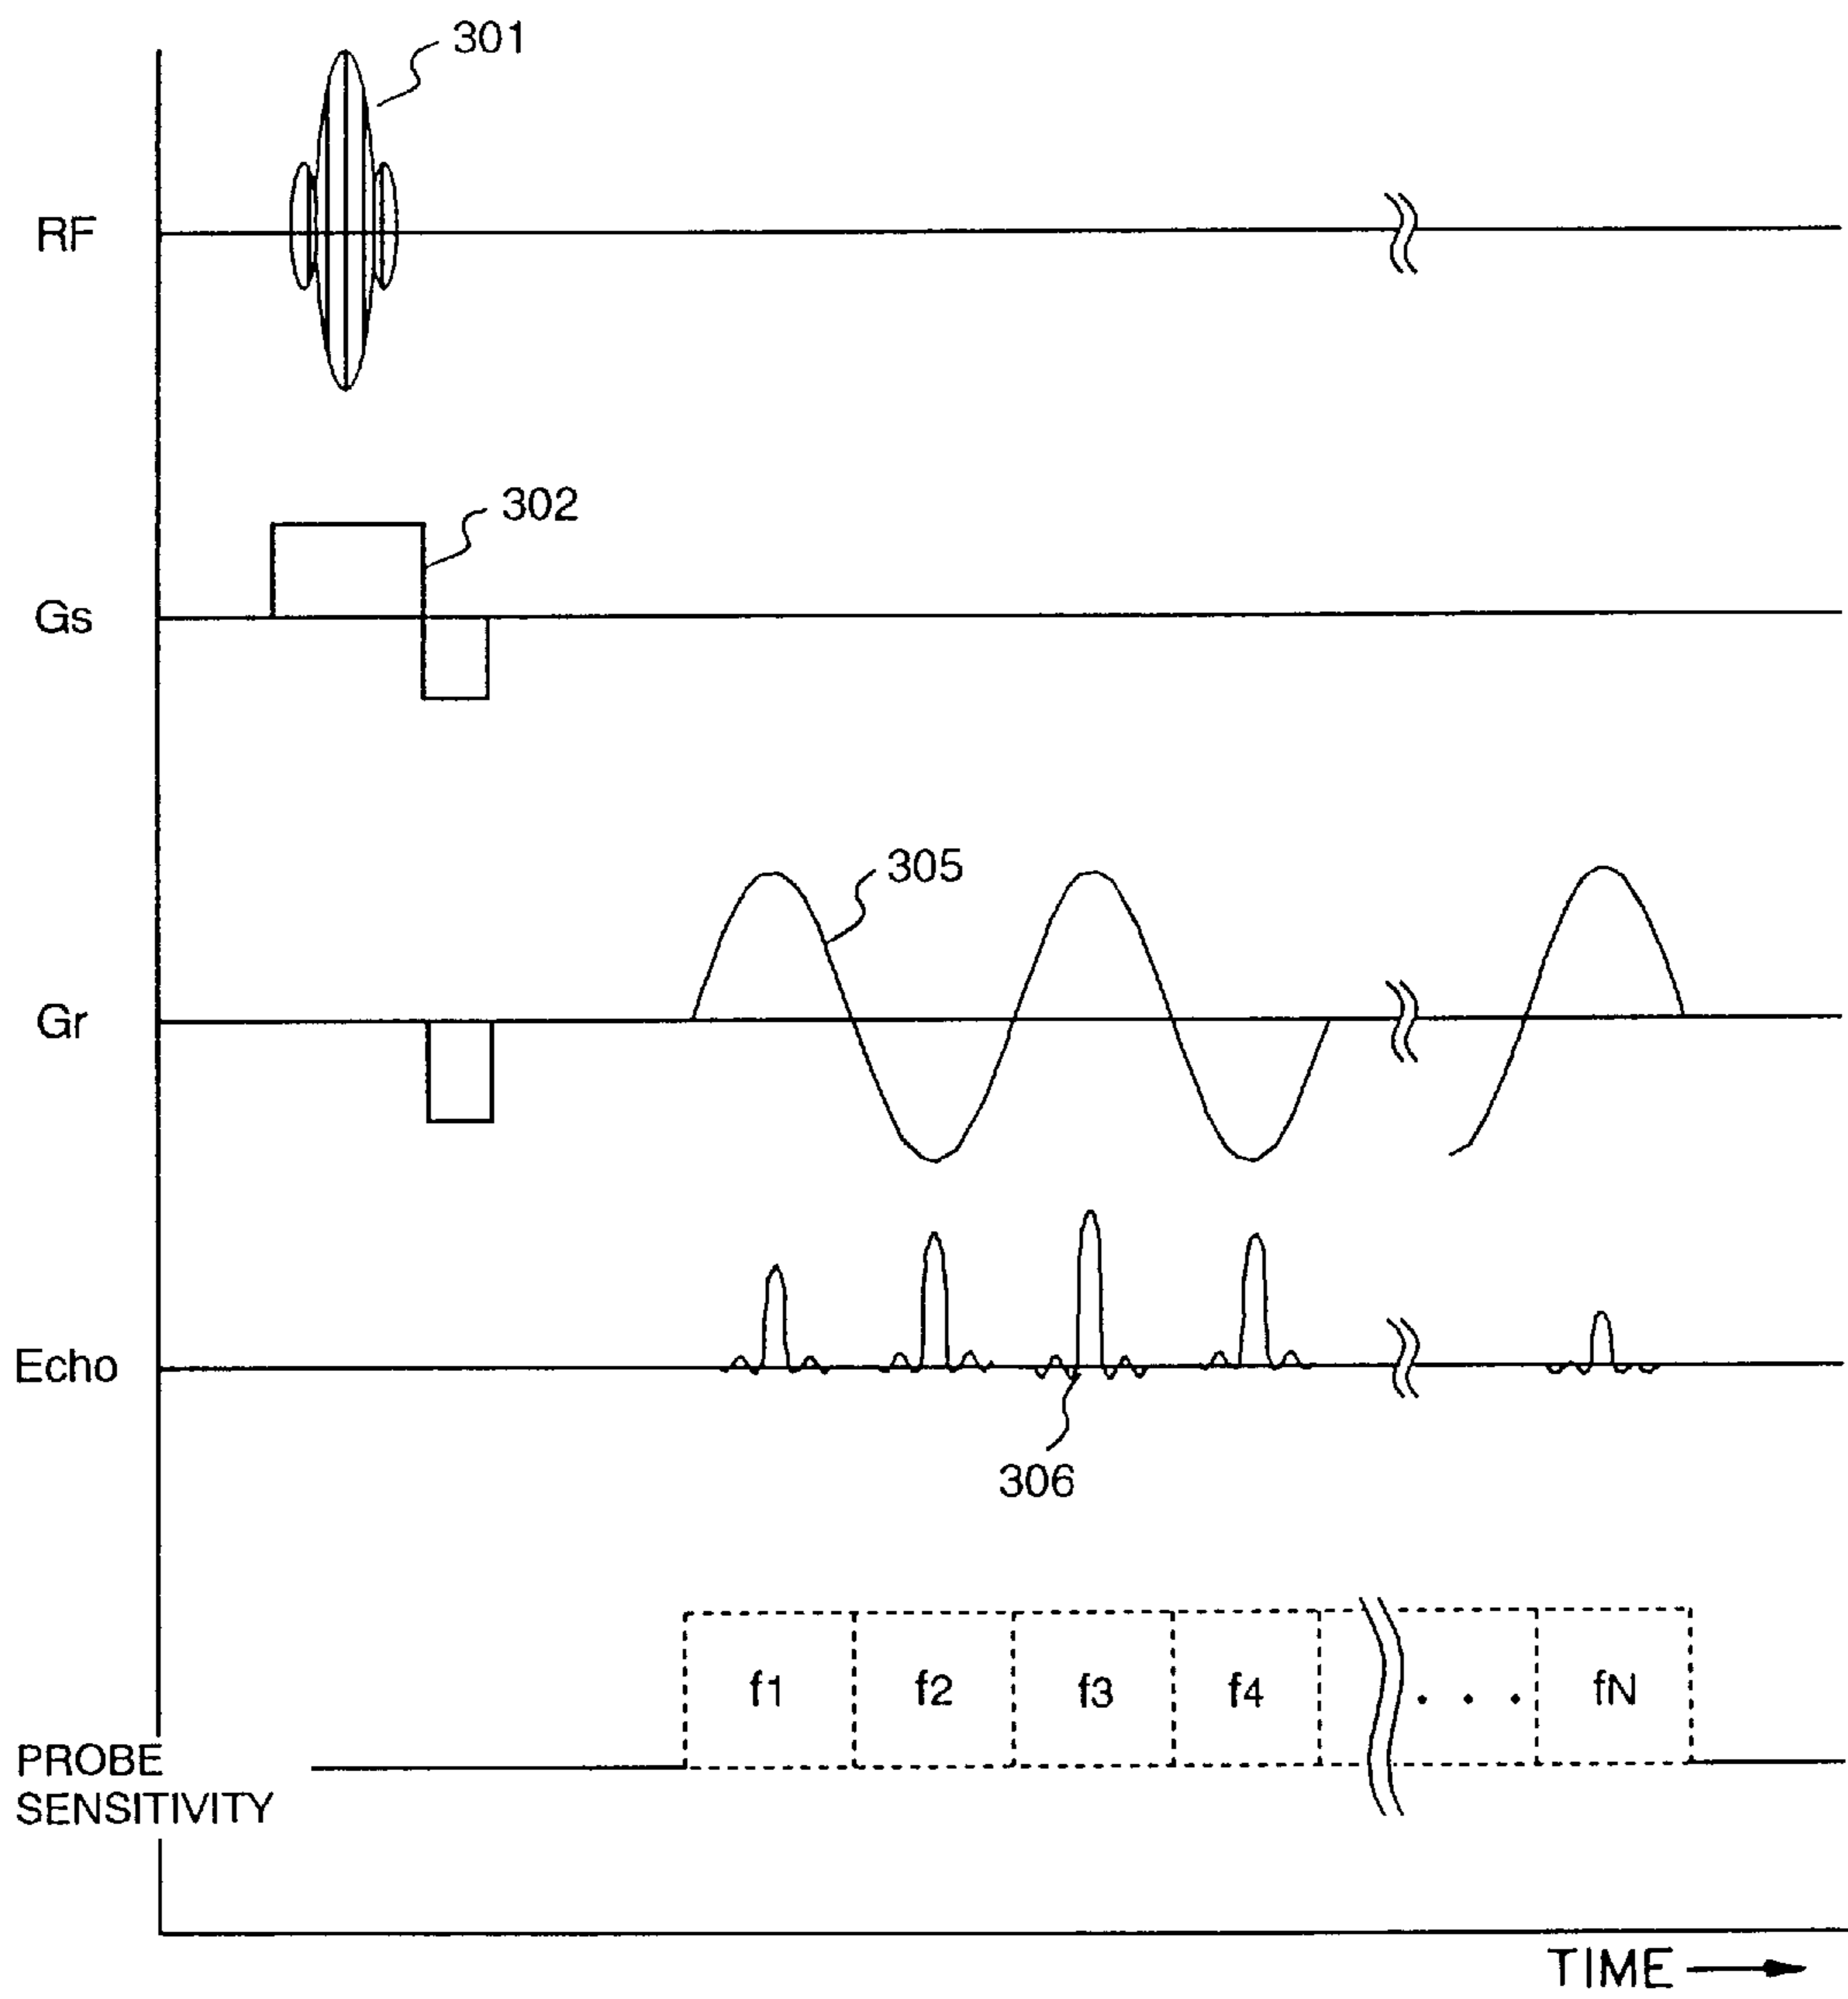 301
RF
302
Gs
305
Gr
Echo
306
f1 f2 f3 f4 . . . fN
PROBE
SENSITIVITY
TIME